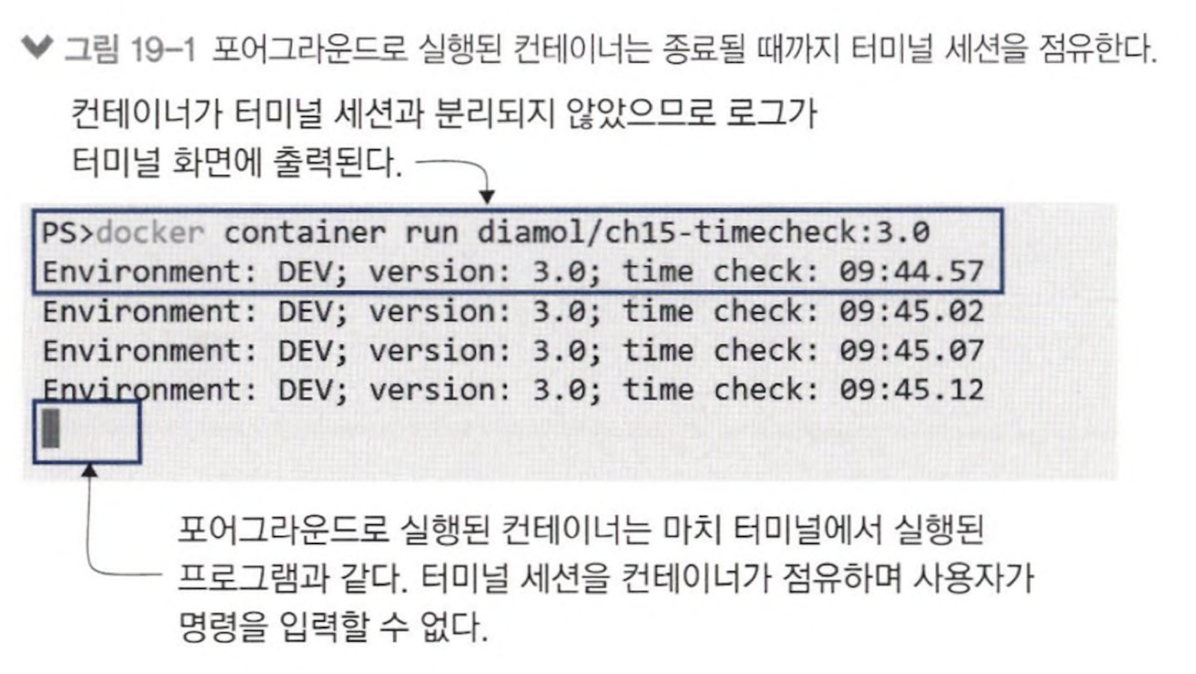 그림 19-1 포어그라운드로 실행된 컨테이너는 종료될 때까지 터미널 세션을 점유한다.
컨테이너가 터미널 세션과 분리되지 않았으므로 로그가
터미널 화면에 출력된다.
PS>docker container run diamol/ch15-timecheck:3.0
Environment: DEV; version: 3.0; time check: 09:44.57
Environment: DEV; version: 3.0; time check: 09:45.02
Environment: DEV; version: 3.0; time check: 09:45.07
Environment: DEV; version: 3.0; time check: 09:45.12
포어그라운드로 실행된 컨테이너는 마치 터미널에서 실행된
프로그램과 같다. 터미널 세션을 컨테이너가 점유하며 사용자가
명령을 입력할 수 없다.